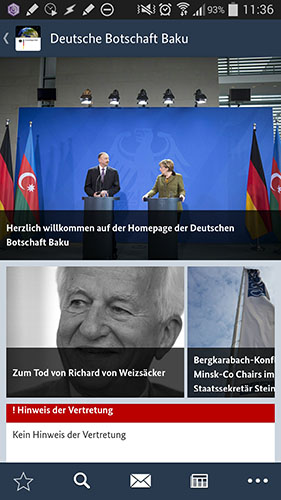 93% 11:36
Deutsche Botschaft Baku
Herzlich willkommen auf der Homepage der Deutschen
Botschaft Baku
Zum Tod von Richard von Weizsäcker
Bergkarabach-Konf
Minsk-Co Chairs im
Staatssekretär Stein
! Hinweis der Vertretung
Kein Hinweis der Vertretung